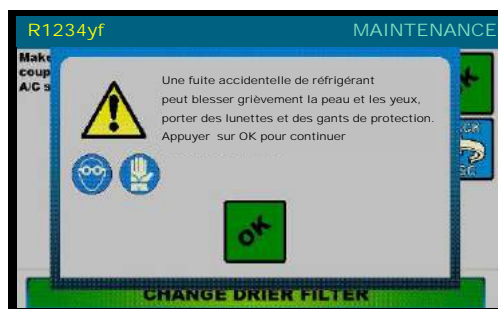 R1234yf MAINTENANCE
Make
coup
A/C s
Une fuite accidentelle de réfrigérant
peut blesser grièvement la peau et les yeux,
porter des lunettes et des gants de protection.
Appuyer sur OK pour continuer
OK
CHANGE DRIER FILTER